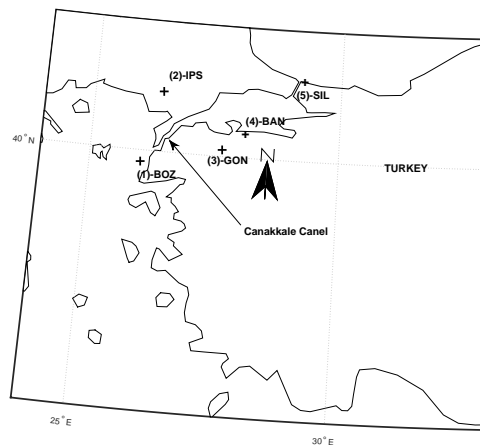 (2)-IPS
(5)-SIL
(4)-BAN
40°N
N
(3)-GON
TURKEY
(1)-BOZ
Canakkale Canel
25°E
30°E